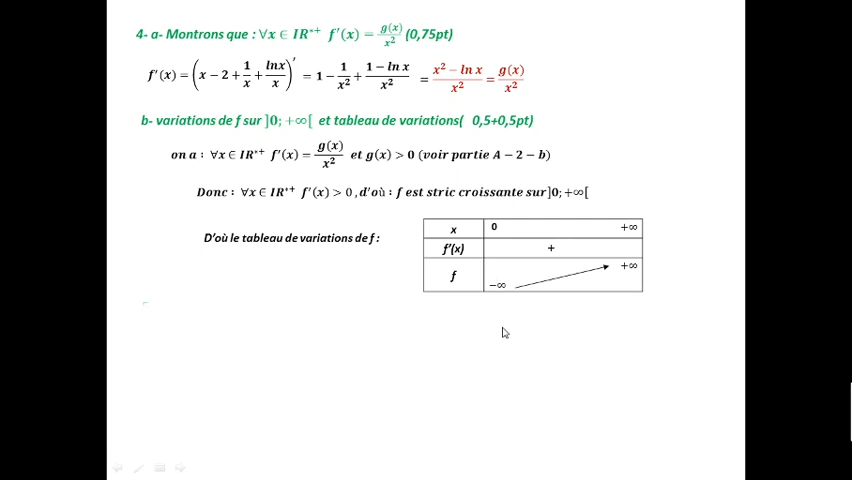 4- a- Montrons que : ∀x ∈ IR*⁺ f′(x) = g(x)/x² (0,75pt)
f′(x) = (x − 2 + 1/x + lnx/x)′ = 1 − 1/x² + (1 − ln x)/x² = (x² − ln x)/x² = g(x)/x²
b- variations de f sur ]0; +∞[ et tableau de variations( 0,5+0,5pt)
on a : ∀x ∈ IR*⁺ f′(x) = g(x)/x² et g(x) > 0 (voir partie A − 2 − b)
Donc : ∀x ∈ IR*⁺ f′(x) > 0 , d′où : f est stric croissante sur ]0; +∞[
D’où le tableau de variations de f :
x 0 +∞
f’(x) +
f −∞ +∞